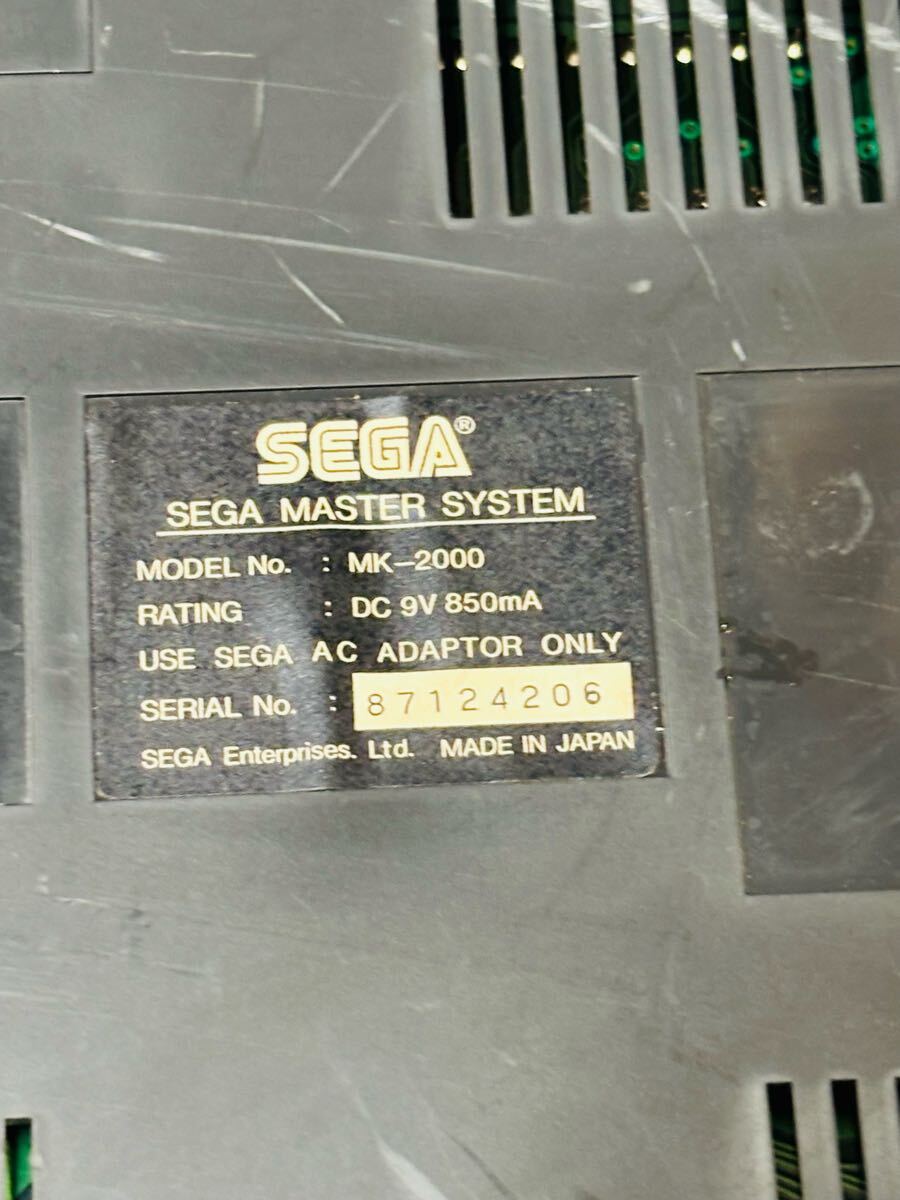 SEGA®
SEGA MASTER SYSTEM
MODEL No. : MK-2000
RATING : DC 9V 850mA
USE SEGA AC ADAPTOR ONLY
SERIAL No. : 87124206
SEGA Enterprises. Ltd. MADE IN JAPAN